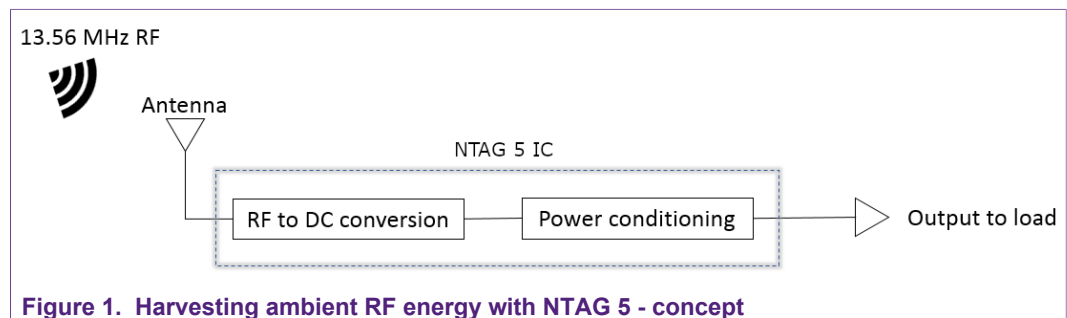 13.56 MHz RF
Antenna
NTAG 5 IC
RF to DC conversion
Power conditioning
Output to load
Figure 1. Harvesting ambient RF energy with NTAG 5 - concept